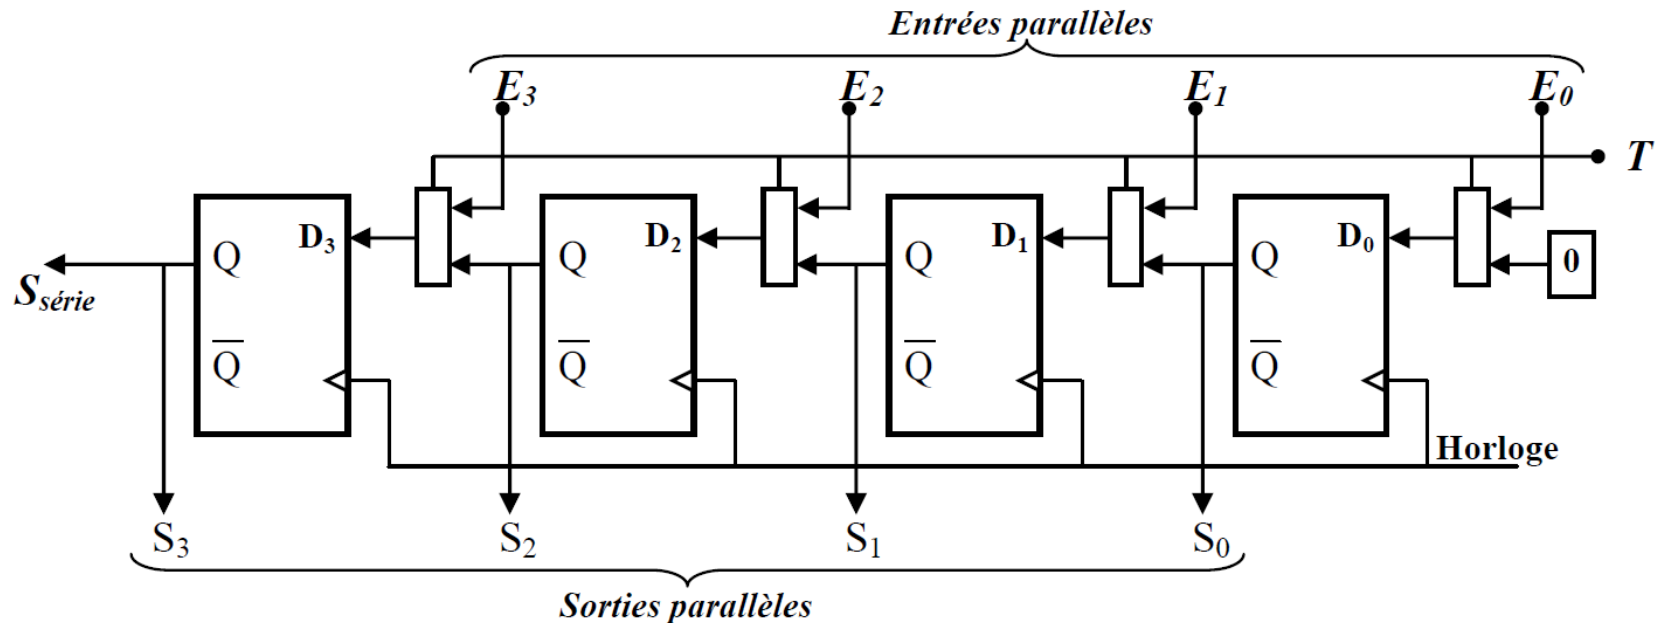 Entrées parallèles
E3 E2 E1 E0
T
D3 D2 D1 D0
Q Q Q Q 0
Ssérie
Q̅ Q̅ Q̅ Q̅
Horloge
S3 S2 S1 S0
Sorties parallèles